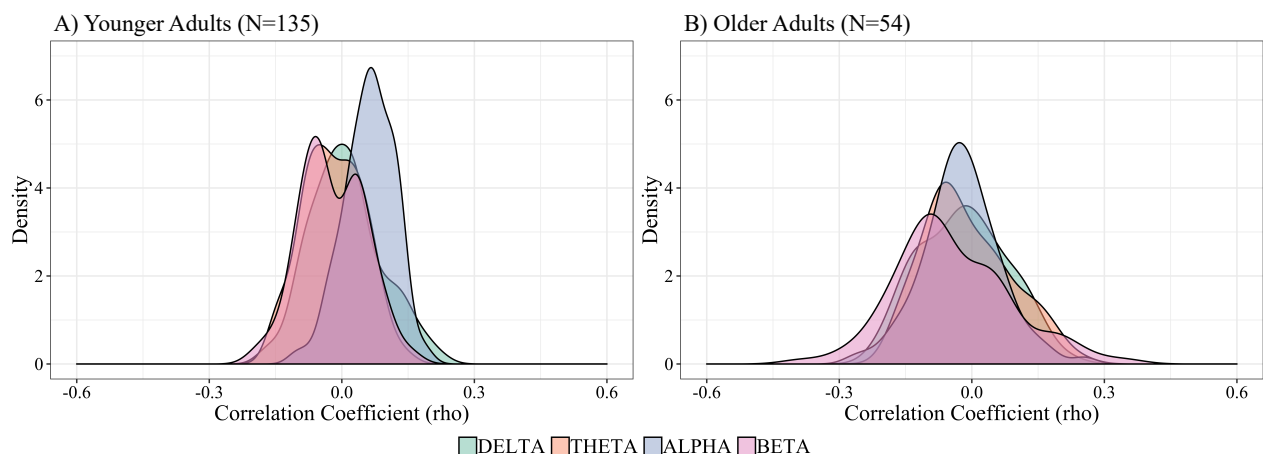 A) Younger Adults (N=135)
B) Older Adults (N=54)
Density
6
4
2
0
-0.6 -0.3 0.0 0.3 0.6
Correlation Coefficient (rho)
Density
6
4
2
0
-0.6 -0.3 0.0 0.3 0.6
Correlation Coefficient (rho)
DELTA THETA ALPHA BETA